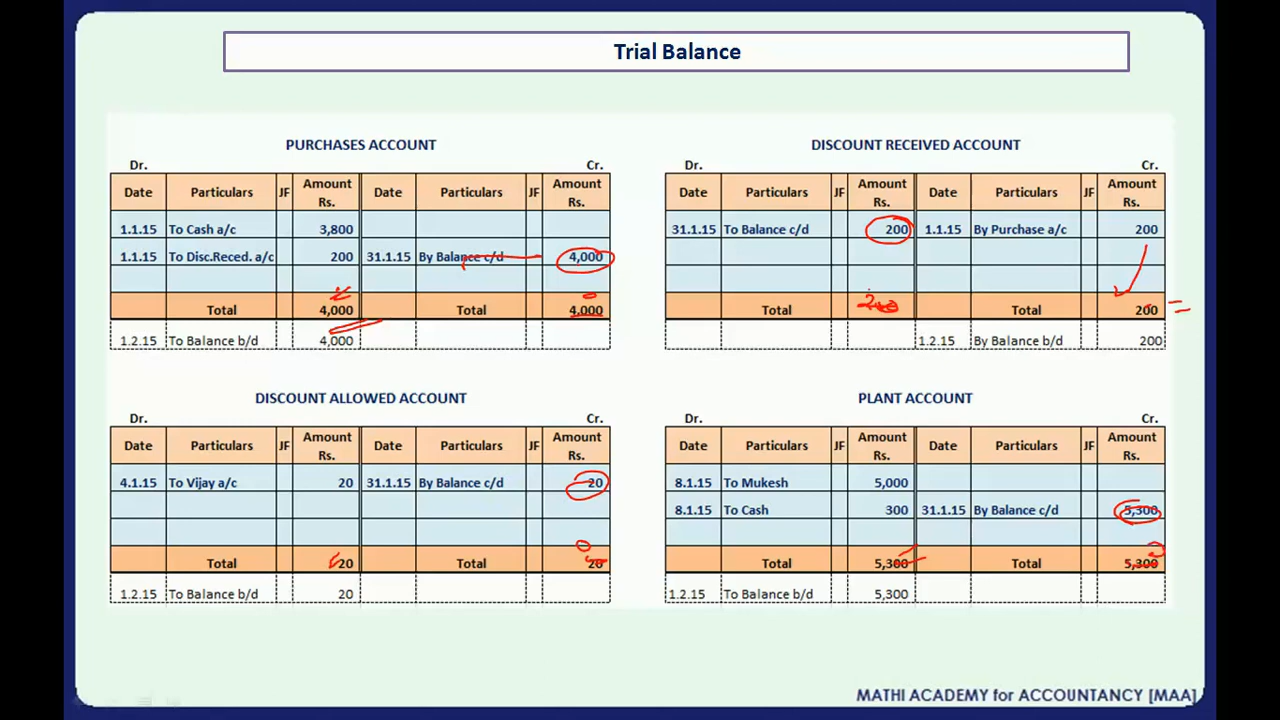 Trial Balance
PURCHASES ACCOUNT
Dr. Cr.
Date Particulars JF Amount Rs. Date Particulars JF Amount Rs.
1.1.15 To Cash a/c 3,800
1.1.15 To Disc.Reced. a/c 200 31.1.15 By Balance c/d 4,000
Total 4,000 Total 4,000
1.2.15 To Balance b/d 4,000
DISCOUNT RECEIVED ACCOUNT
Dr. Cr.
Date Particulars JF Amount Rs. Date Particulars JF Amount Rs.
31.1.15 To Balance c/d 200 1.1.15 By Purchase a/c 200
Total 200 Total 200
1.2.15 By Balance b/d 200
DISCOUNT ALLOWED ACCOUNT
Dr. Cr.
Date Particulars JF Amount Rs. Date Particulars JF Amount Rs.
4.1.15 To Vijay a/c 20 31.1.15 By Balance c/d 20
Total 20 Total 20
1.2.15 To Balance b/d 20
PLANT ACCOUNT
Dr. Cr.
Date Particulars JF Amount Rs. Date Particulars JF Amount Rs.
8.1.15 To Mukesh 5,000
8.1.15 To Cash 300 31.1.15 By Balance c/d 5,300
Total 5,300 Total 5,300
1.2.15 To Balance b/d 5,300
MATHI ACADEMY for ACCOUNTANCY [MAA]